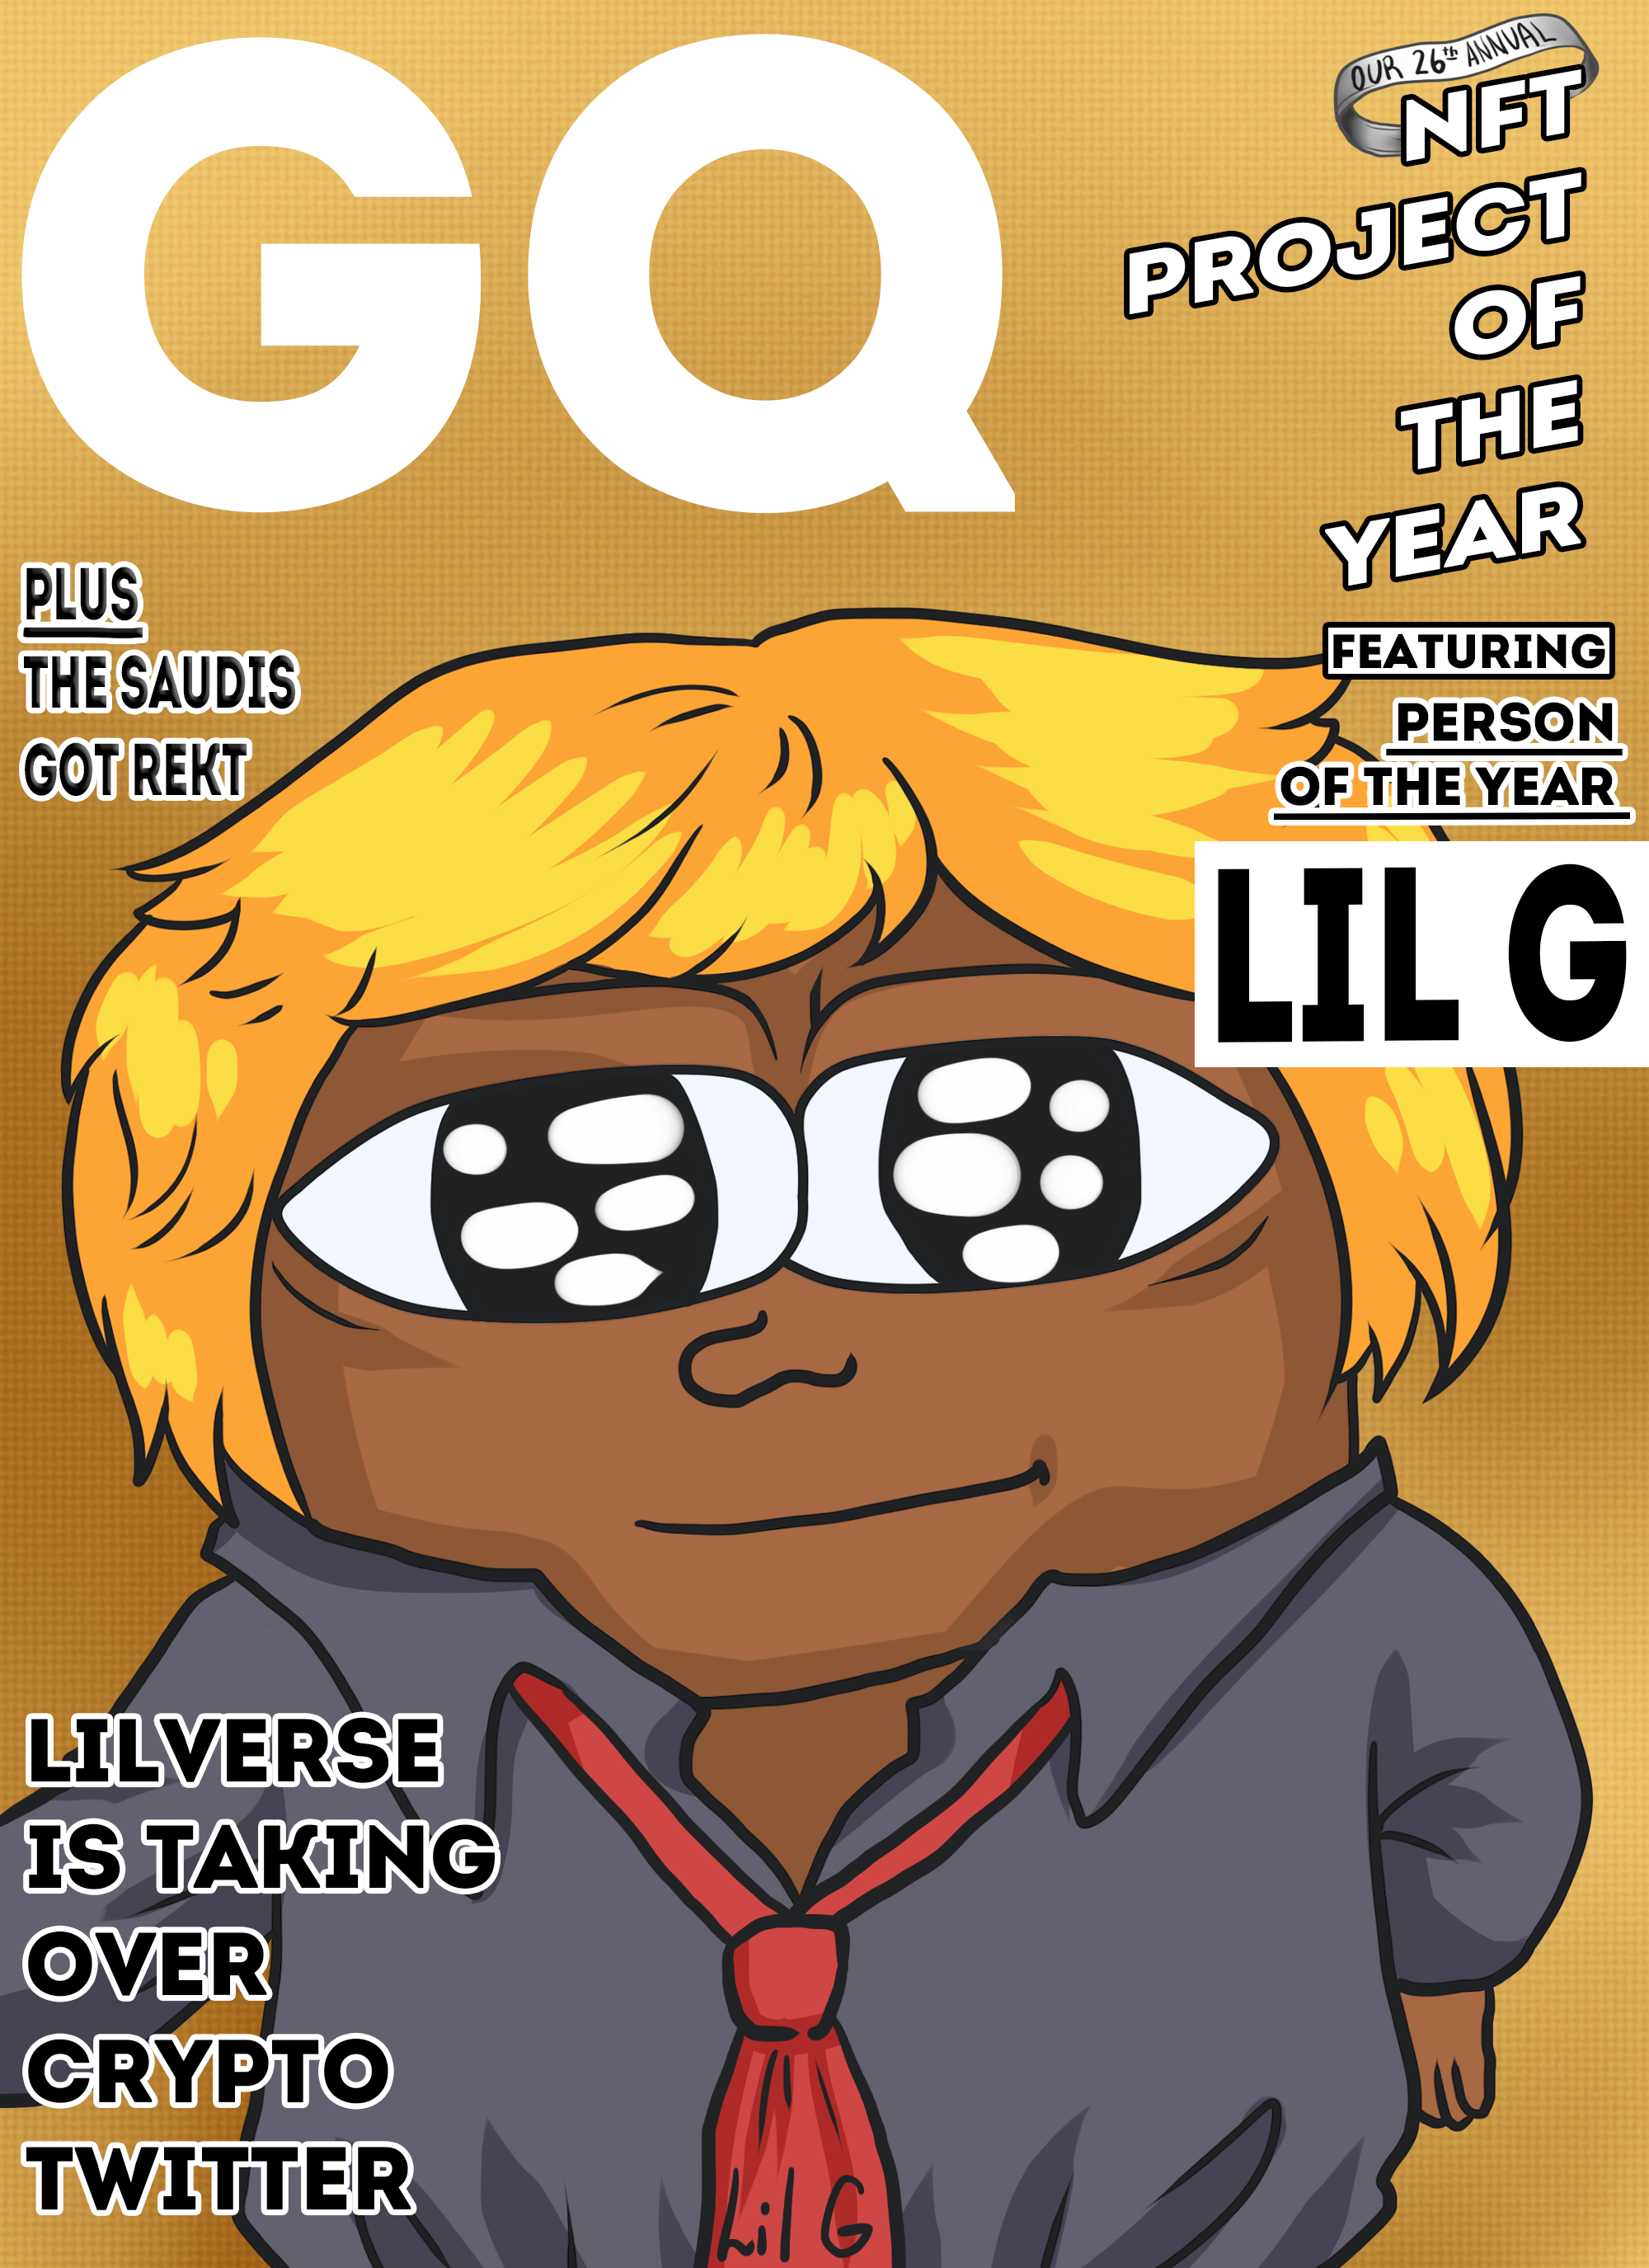 GQ
OUR 26th ANNUAL
NFT
PROJECT
OF
THE
YEAR
FEATURING
PERSON
OF THE YEAR
LIL G
PLUS
THE SAUDIS
GOT REKT
LILVERSE
IS TAKING
OVER
CRYPTO
TWITTER
Lil G